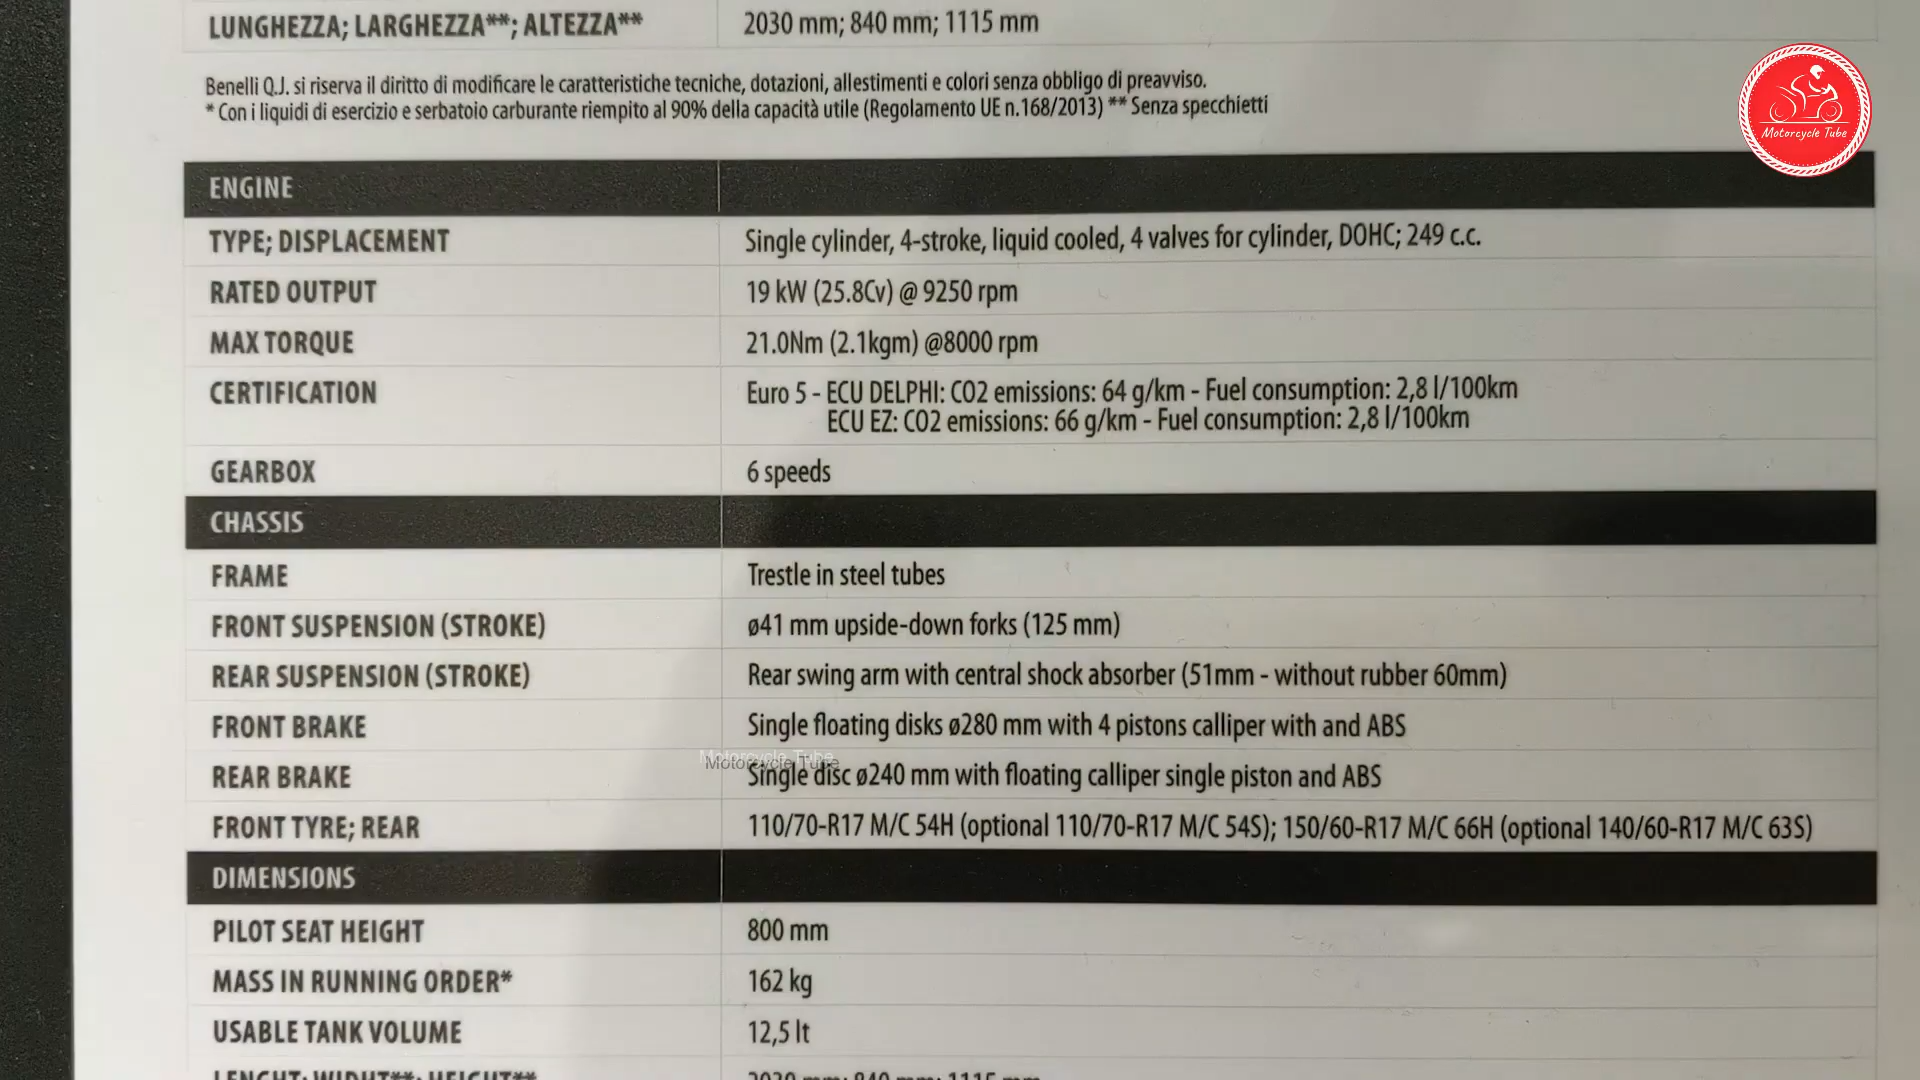 LUNGHEZZA; LARGHEZZA**; ALTEZZA** 2030 mm; 840 mm; 1115 mm
Benelli Q.J. si riserva il diritto di modificare le caratteristiche tecniche, dotazioni, allestimenti e colori senza obbligo di preavviso.
* Con i liquidi di esercizio e serbatoio carburante riempito al 90% della capacità utile (Regolamento UE n.168/2013) ** Senza specchietti
Motorcycle Tube
ENGINE
TYPE; DISPLACEMENT Single cylinder, 4-stroke, liquid cooled, 4 valves for cylinder, DOHC; 249 c.c.
RATED OUTPUT 19 kW (25.8Cv) @ 9250 rpm
MAX TORQUE 21.0Nm (2.1kgm) @8000 rpm
CERTIFICATION Euro 5 - ECU DELPHI: CO2 emissions: 64 g/km - Fuel consumption: 2,8 l/100km
ECU EZ: CO2 emissions: 66 g/km - Fuel consumption: 2,8 l/100km
GEARBOX 6 speeds
CHASSIS
FRAME Trestle in steel tubes
FRONT SUSPENSION (STROKE) ø41 mm upside-down forks (125 mm)
REAR SUSPENSION (STROKE) Rear swing arm with central shock absorber (51mm - without rubber 60mm)
FRONT BRAKE Single floating disks ø280 mm with 4 pistons calliper with and ABS
Motorcycle Tube
REAR BRAKE Single disc ø240 mm with floating calliper single piston and ABS
FRONT TYRE; REAR 110/70-R17 M/C 54H (optional 110/70-R17 M/C 54S); 150/60-R17 M/C 66H (optional 140/60-R17 M/C 63S)
DIMENSIONS
PILOT SEAT HEIGHT 800 mm
MASS IN RUNNING ORDER* 162 kg
USABLE TANK VOLUME 12,5 lt
LENGHT; WIDHT**; HEIGHT** 2030 mm; 840 mm; 1115 mm